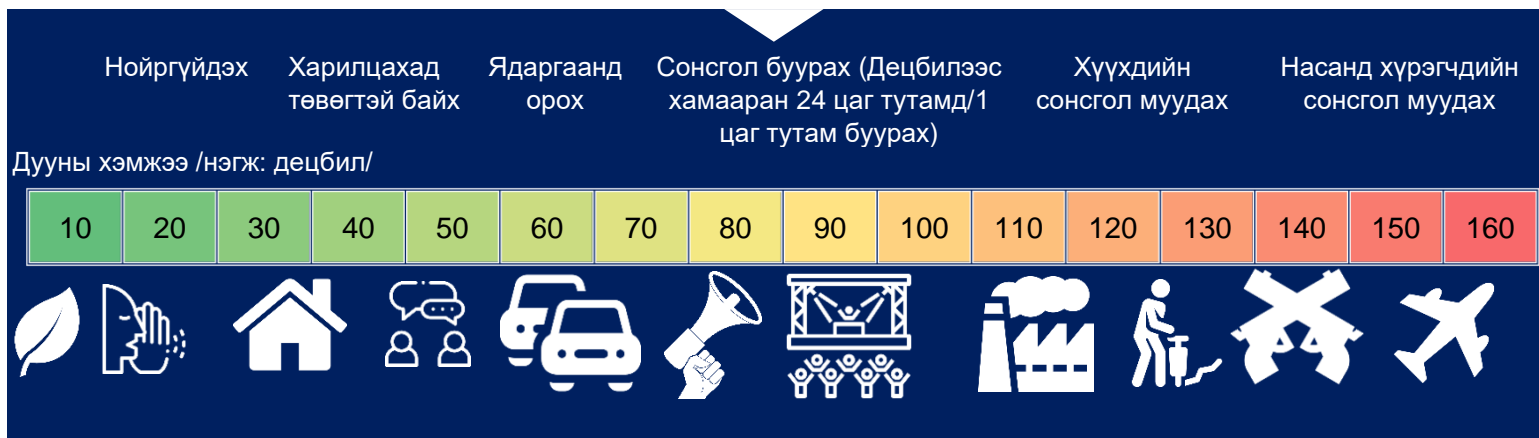 Нойргүйдэх
Харилцахад
төвөгтэй байх
Ядаргаанд
орох
Сонсгол буурах (Децбилээс
хамааран 24 цаг тутамд/1
цаг тутам буурах)
Хүүхдийн
сонсгол муудах
Насанд хүрэгчдийн
сонсгол муудах
Дууны хэмжээ /нэгж: децбил/
10 20 30 40 50 60 70 80 90 100 110 120 130 140 150 160